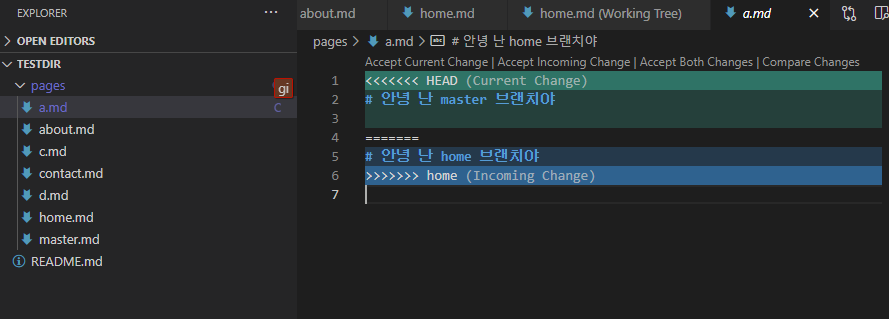 EXPLORER
OPEN EDITORS
TESTDIR
pages
gi
a.md C
about.md
c.md
contact.md
d.md
home.md
master.md
README.md
about.md home.md home.md (Working Tree) a.md
pages > a.md > # 안녕 난 home 브랜치야
Accept Current Change | Accept Incoming Change | Accept Both Changes | Compare Changes
1 <<<<<<< HEAD (Current Change)
2 # 안녕 난 master 브랜치야
3
4 =======
5 # 안녕 난 home 브랜치야
6 >>>>>>> home (Incoming Change)
7